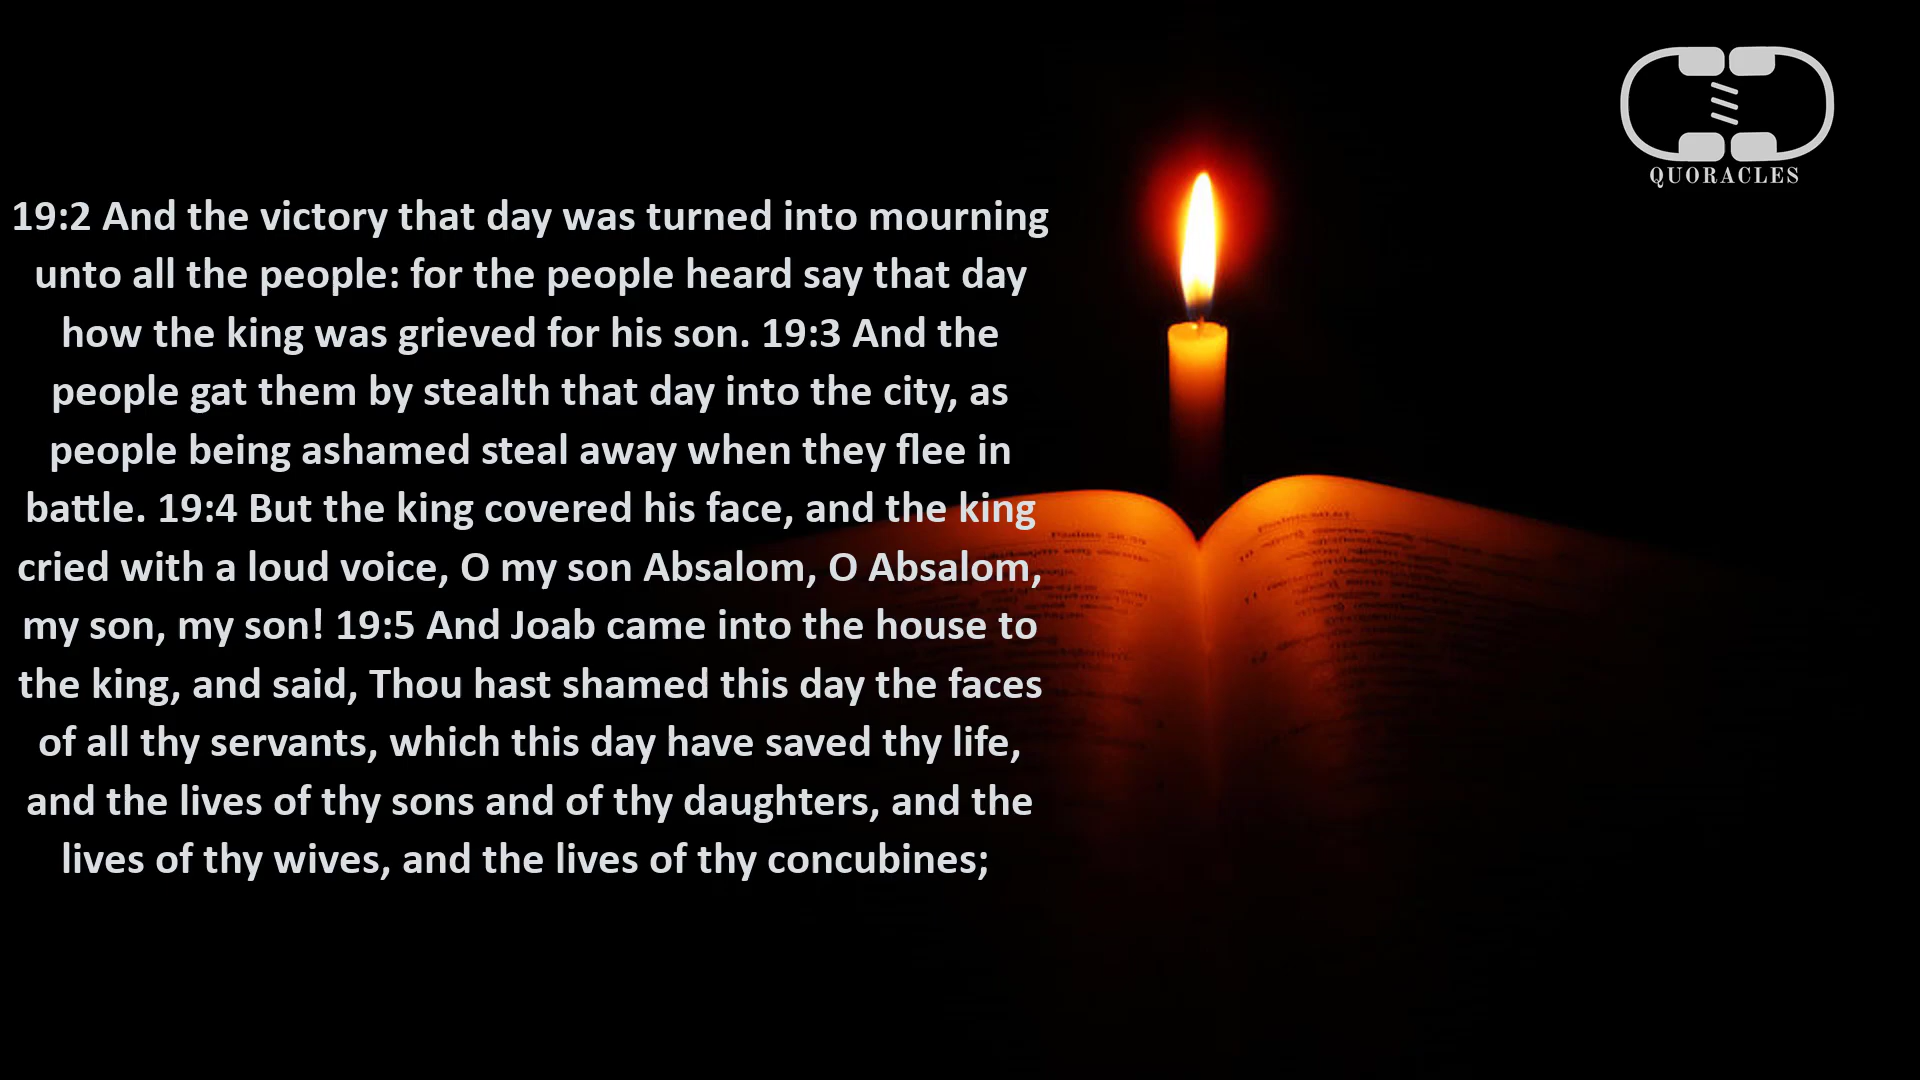 QUORACLES
19:2 And the victory that day was turned into mourning
unto all the people: for the people heard say that day
how the king was grieved for his son. 19:3 And the
people gat them by stealth that day into the city, as
people being ashamed steal away when they flee in
battle. 19:4 But the king covered his face, and the king
cried with a loud voice, O my son Absalom, O Absalom,
my son, my son! 19:5 And Joab came into the house to
the king, and said, Thou hast shamed this day the faces
of all thy servants, which this day have saved thy life,
and the lives of thy sons and of thy daughters, and the
lives of thy wives, and the lives of thy concubines;